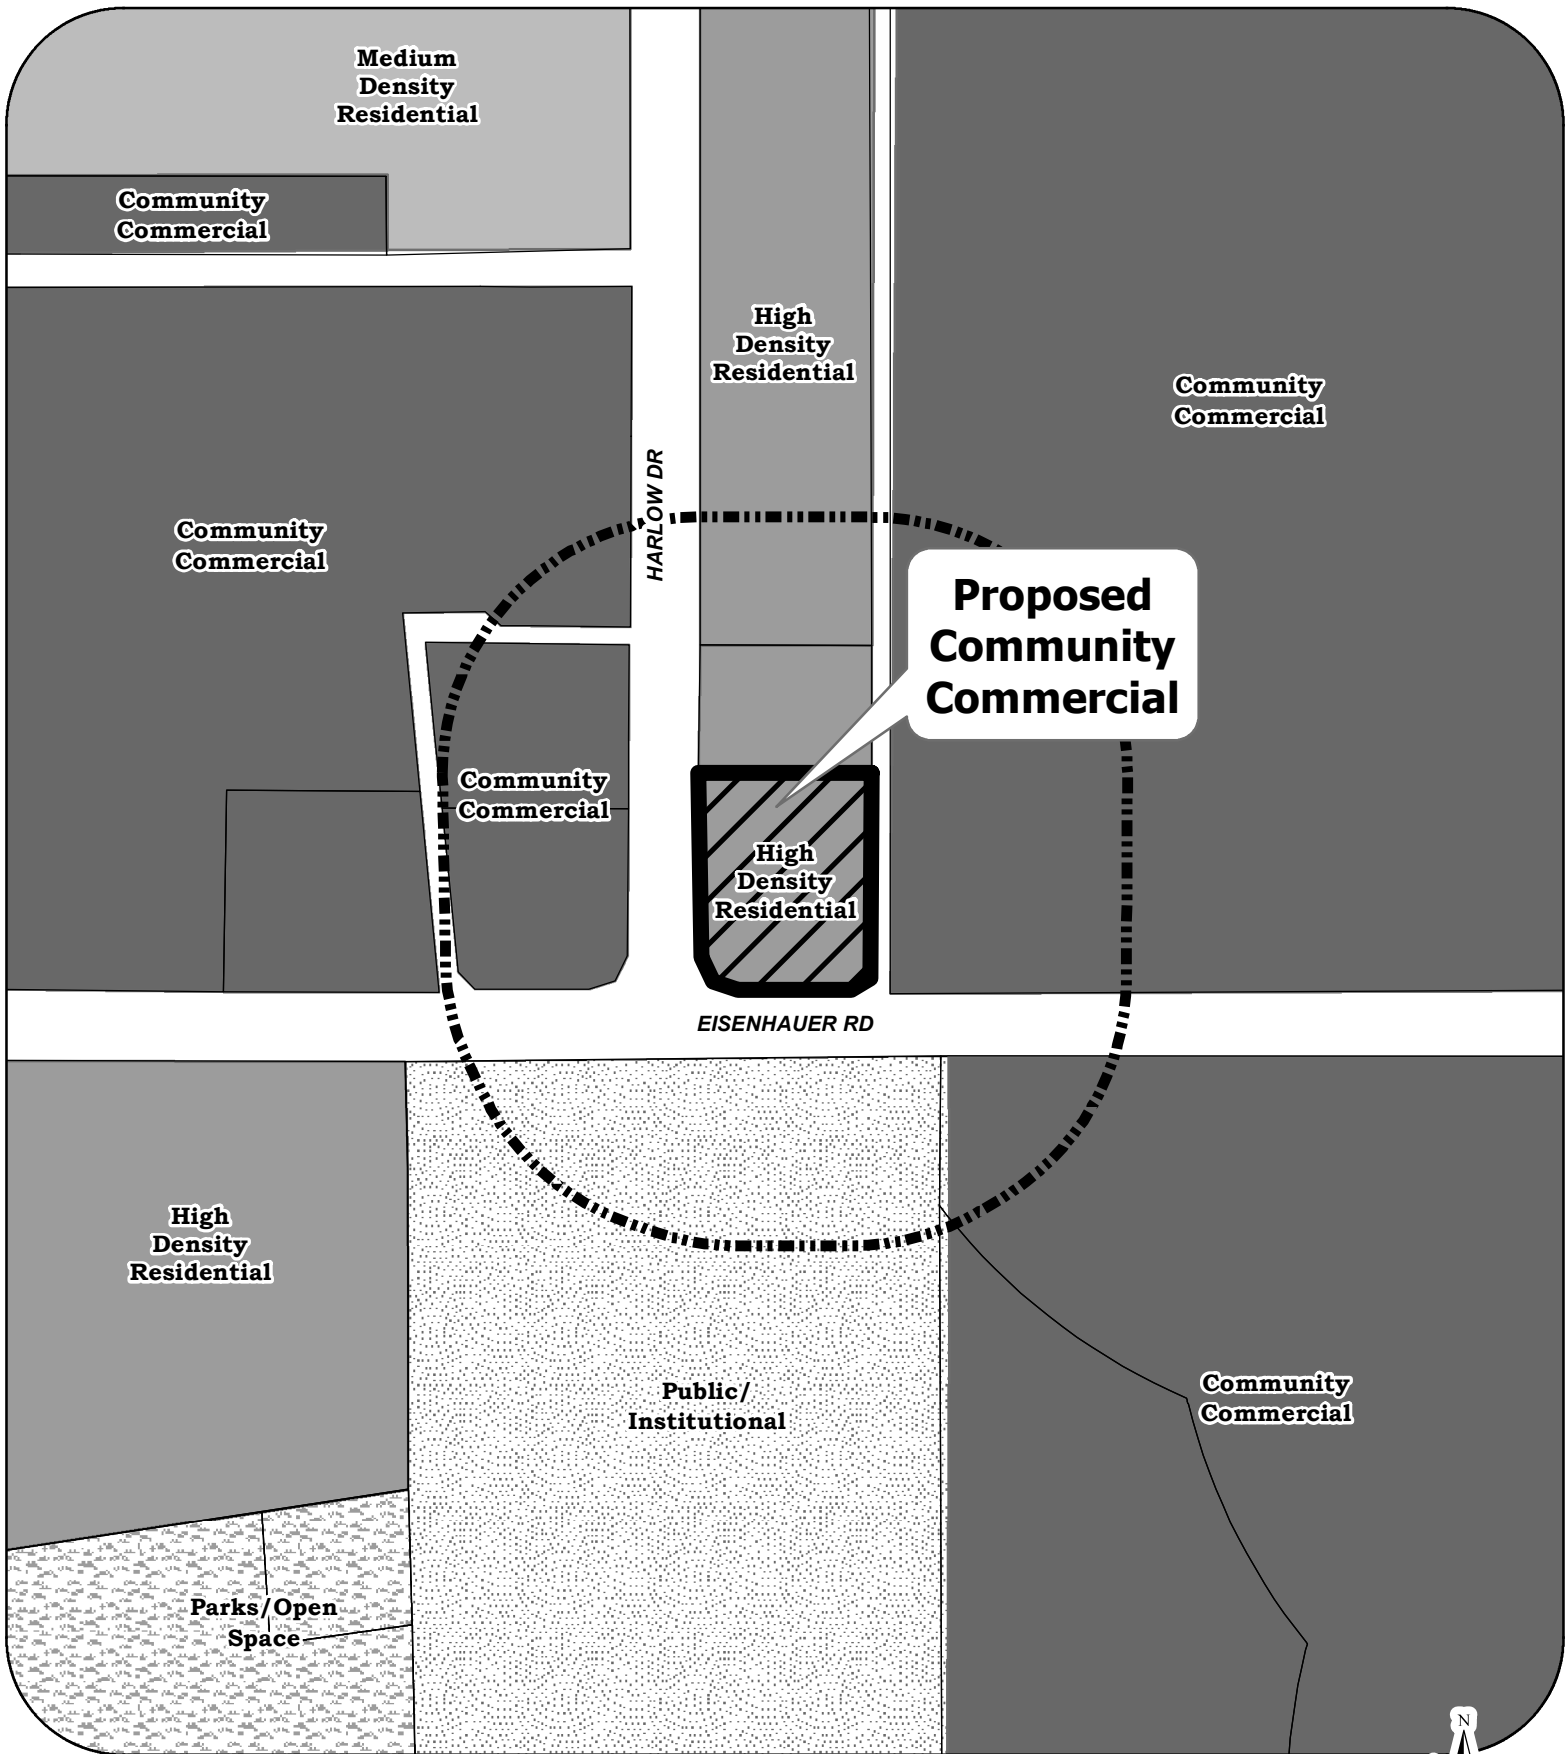 Medium
Density
Residential
Community
Commercial
High
Density
Residential
Community
Commercial
Community
Commercial
HARLOW DR
Proposed
Community
Commercial
Community
Commercial
High
Density
Residential
EISENHAUER RD
High
Density
Residential
Public/
Institutional
Community
Commercial
Parks/Open
Space
N